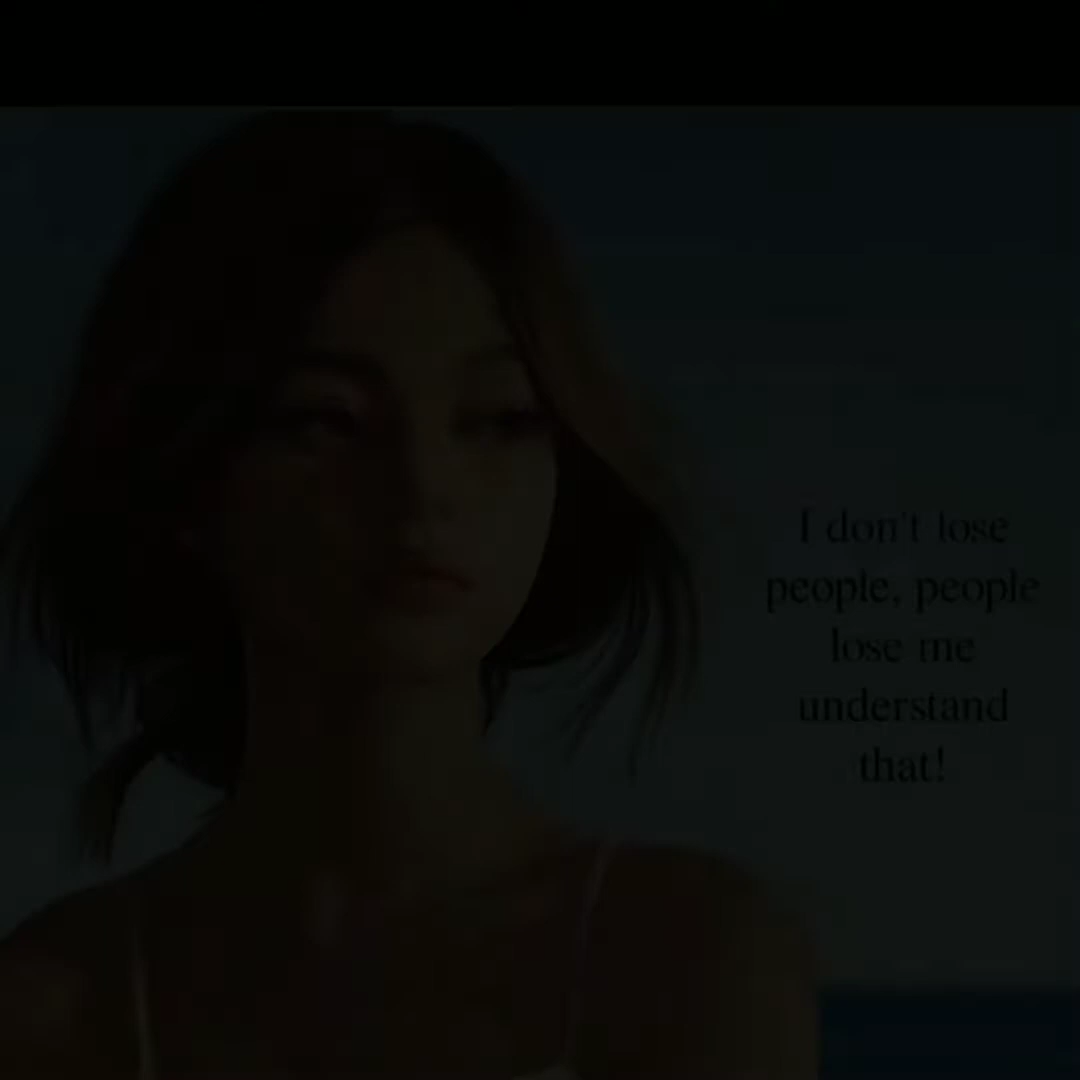 I don't lose
people, people
lose me
understand
that!